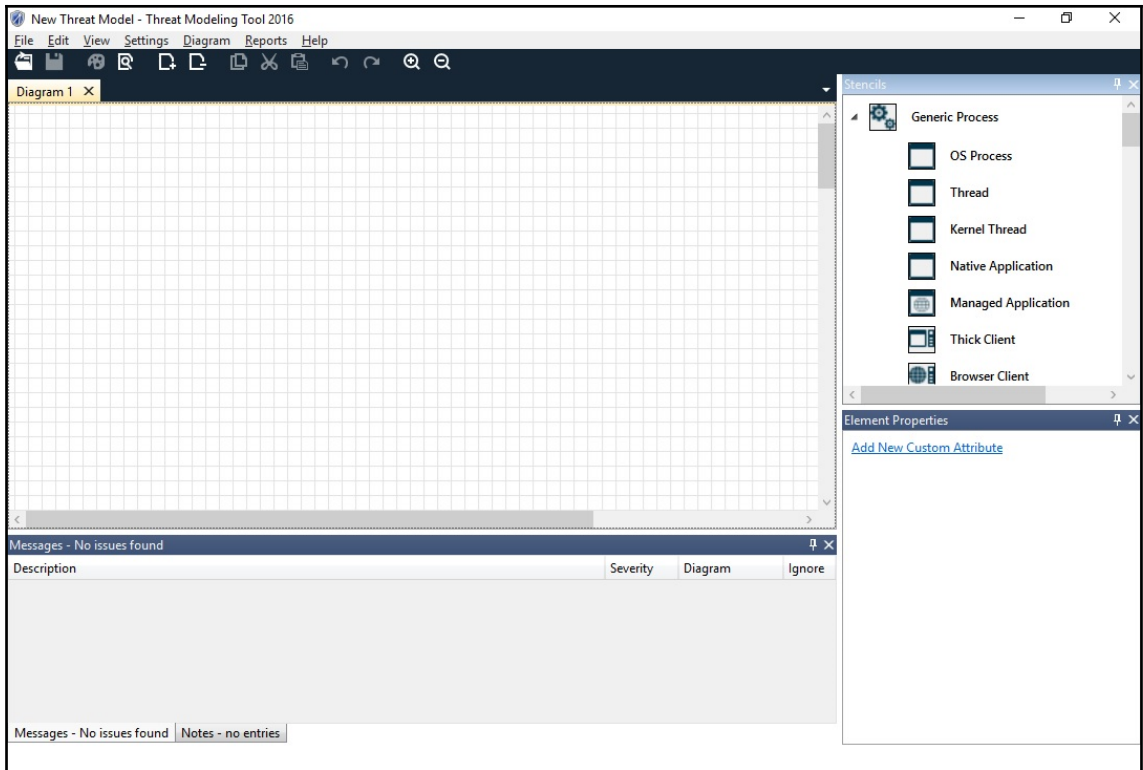 New Threat Model - Threat Modeling Tool 2016
File Edit View Settings Diagram Reports Help
Diagram 1
Stencils
Generic Process
OS Process
Thread
Kernel Thread
Native Application
Managed Application
Thick Client
Browser Client
Element Properties
Add New Custom Attribute
Messages - No issues found
Description Severity Diagram Ignore
Messages - No issues found Notes - no entries